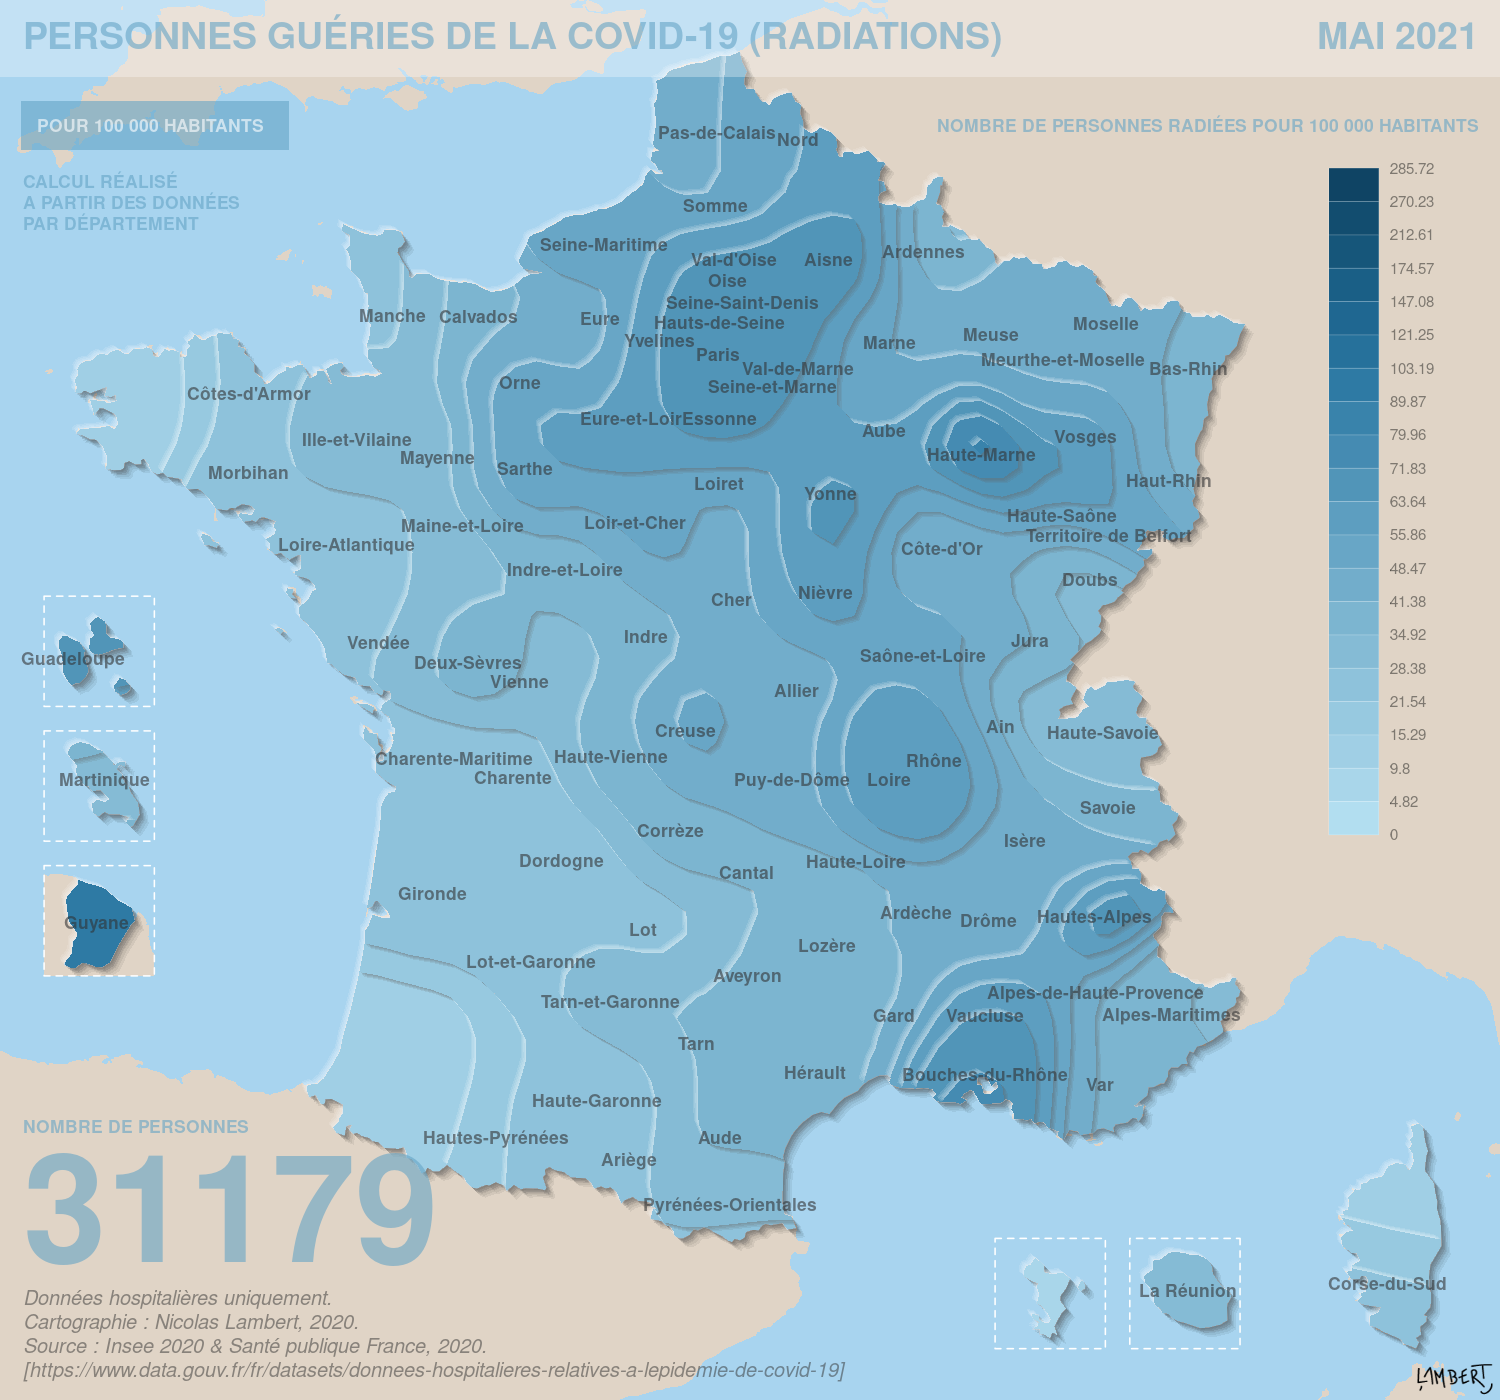 PERSONNES GUÉRIES DE LA COVID-19 (RADIATIONS)
MAI 2021
POUR 100 000 HABITANTS
NOMBRE DE PERSONNES RADIÉES POUR 100 000 HABITANTS
CALCUL RÉALISÉ
A PARTIR DES DONNÉES
PAR DÉPARTEMENT
285.72
270.23
212.61
174.57
147.08
121.25
103.19
89.87
79.96
71.83
63.64
55.86
48.47
41.38
34.92
28.38
21.54
15.29
9.8
4.82
0
Pas-de-Calais
Nord
Somme
Seine-Maritime
Val-d'Oise
Aisne
Ardennes
Oise
Seine-Saint-Denis
Manche
Calvados
Eure
Hauts-de-Seine
Moselle
Yvelines
Marne
Meuse
Paris
Meurthe-et-Moselle
Val-de-Marne
Bas-Rhin
Orne
Seine-et-Marne
Côtes-d'Armor
Eure-et-Loir
Essonne
Aube
Vosges
Ille-et-Vilaine
Mayenne
Haute-Marne
Sarthe
Morbihan
Haut-Rhin
Loiret
Yonne
Haute-Saône
Maine-et-Loire
Loir-et-Cher
Territoire de Belfort
Loire-Atlantique
Côte-d'Or
Indre-et-Loire
Doubs
Cher
Nièvre
Vendée
Indre
Jura
Saône-et-Loire
Guadeloupe
Deux-Sèvres
Vienne
Allier
Creuse
Ain
Haute-Savoie
Charente-Maritime
Haute-Vienne
Rhône
Martinique
Charente
Puy-de-Dôme
Loire
Savoie
Corrèze
Isère
Dordogne
Haute-Loire
Cantal
Gironde
Ardèche
Drôme
Hautes-Alpes
Guyane
Lot
Lozère
Lot-et-Garonne
Aveyron
Alpes-de-Haute-Provence
Tarn-et-Garonne
Gard
Vaucluse
Alpes-Maritimes
Tarn
Hérault
Bouches-du-Rhône
Var
Haute-Garonne
Hautes-Pyrénées
Aude
Ariège
Pyrénées-Orientales
La Réunion
Corse-du-Sud
NOMBRE DE PERSONNES
31179
Données hospitalières uniquement.
Cartographie : Nicolas Lambert, 2020.
Source : Insee 2020 & Santé publique France, 2020.
[https://www.data.gouv.fr/fr/datasets/donnees-hospitalieres-relatives-a-lepidemie-de-covid-19]
LAMBERT